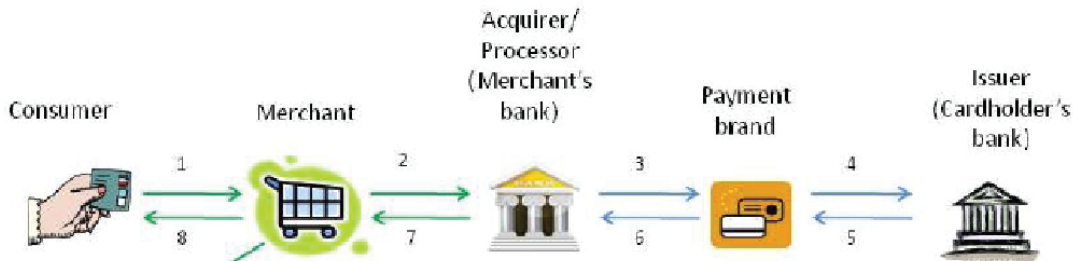 Acquirer/
Processor
(Merchant's
bank)
Consumer
Merchant
Payment
brand
Issuer
(Cardholder's
bank)
1
2
3
4
8
7
6
5